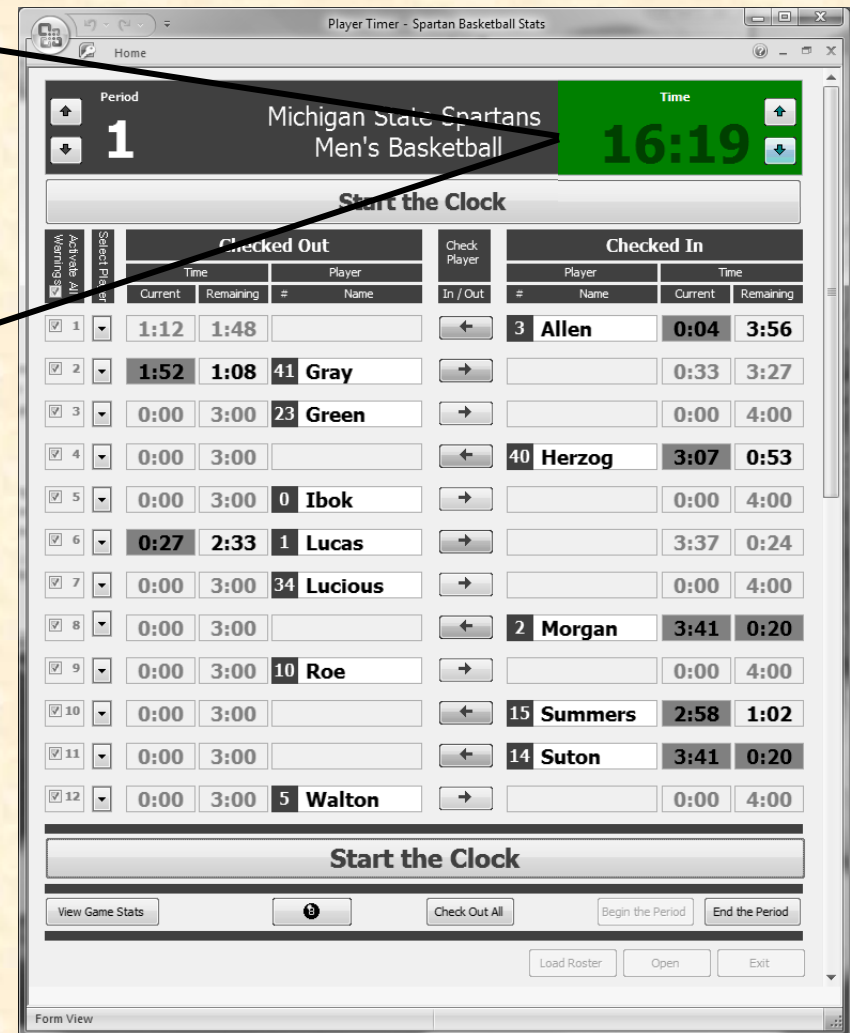 Player Timer - Spartan Basketball Stats
Home
Period
1
Michigan State Spartans
Men's Basketball
Time
16:19
Start the Clock
Activate All Warnings
Select Player
Checked Out
Check Player
Checked In
Time Player Player Time
Current Remaining # Name In / Out # Name Current Remaining
1 1:12 1:48 3 Allen 0:04 3:56
2 1:52 1:08 41 Gray 0:33 3:27
3 0:00 3:00 23 Green 0:00 4:00
4 0:00 3:00 40 Herzog 3:07 0:53
5 0:00 3:00 0 Ibok 0:00 4:00
6 0:27 2:33 1 Lucas 3:37 0:24
7 0:00 3:00 34 Lucious 0:00 4:00
8 0:00 3:00 2 Morgan 3:41 0:20
9 0:00 3:00 10 Roe 0:00 4:00
10 0:00 3:00 15 Summers 2:58 1:02
11 0:00 3:00 14 Suton 3:41 0:20
12 0:00 3:00 5 Walton 0:00 4:00
Start the Clock
View Game Stats Check Out All Begin the Period End the Period
Load Roster Open Exit
Form View